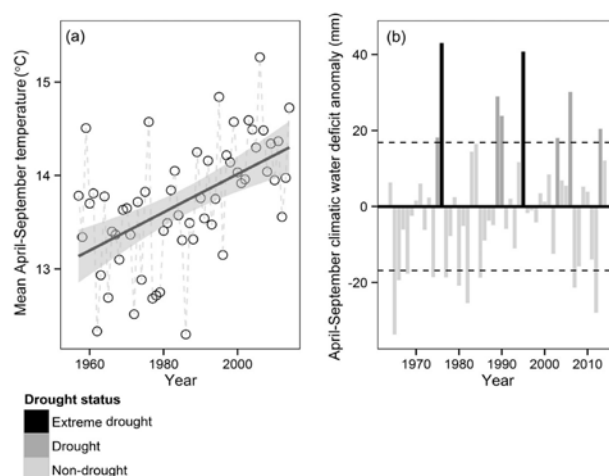 (a)
Mean April-September temperature (°C)
15
14
13
1960
1980
2000
Year
(b)
April-September climatic water deficit anomaly (mm)
40
20
0
-20
1970
1980
1990
2000
2010
Year
Drought status
Extreme drought
Drought
Non-drought